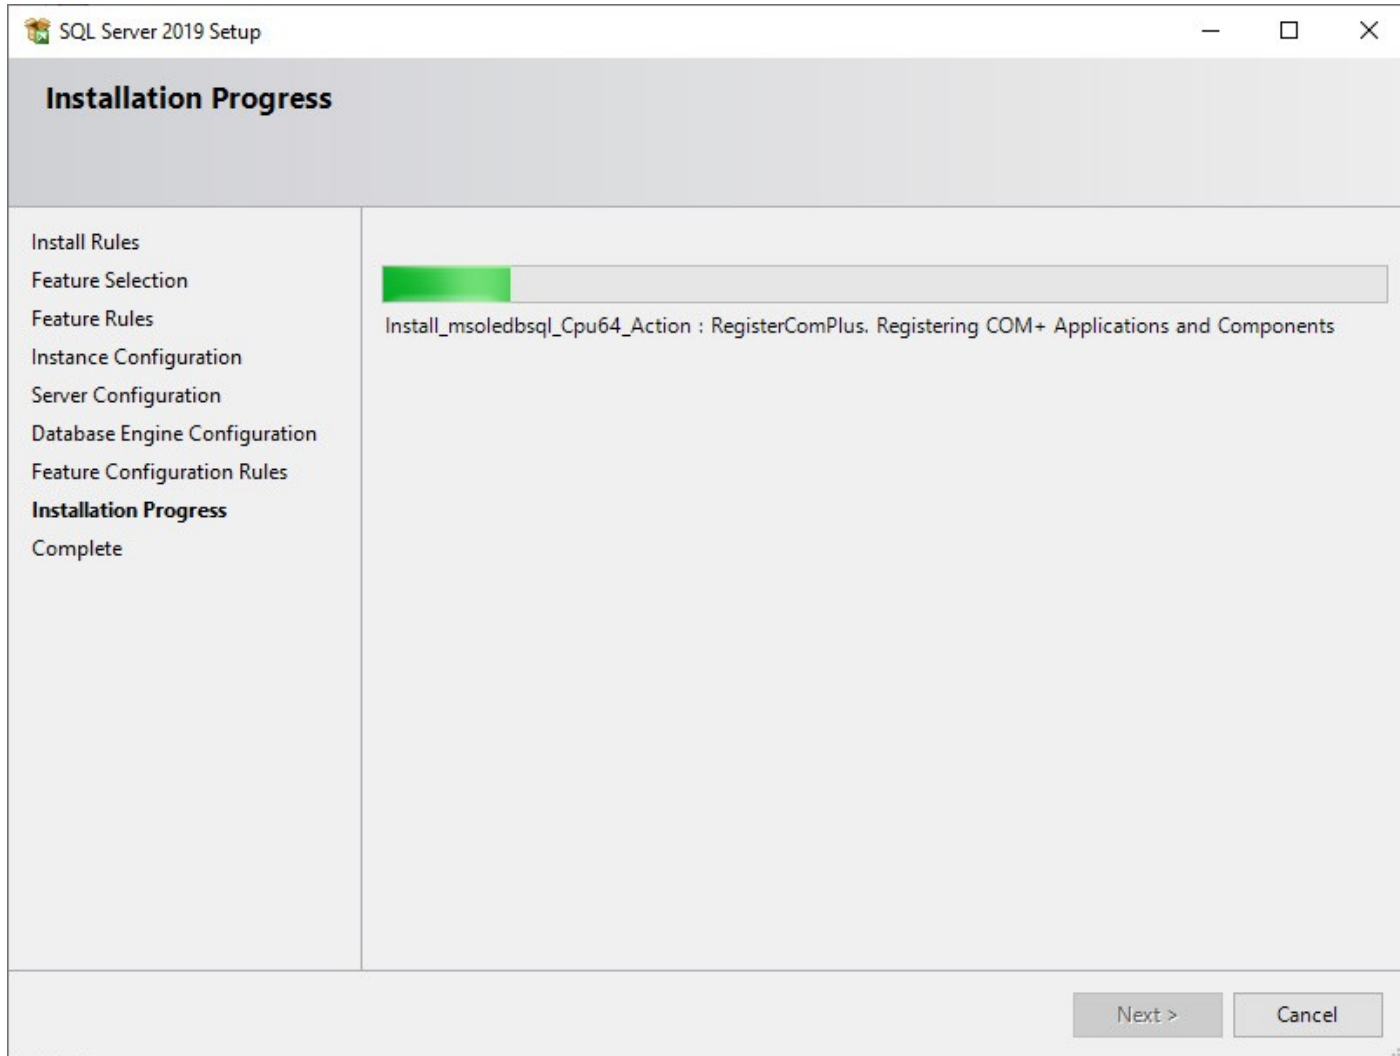 SQL Server 2019 Setup
Installation Progress
Install Rules
Feature Selection
Feature Rules
Instance Configuration
Server Configuration
Database Engine Configuration
Feature Configuration Rules
Installation Progress
Complete
Install_msoledbsql_Cpu64_Action : RegisterComPlus. Registering COM+ Applications and Components
Next >
Cancel